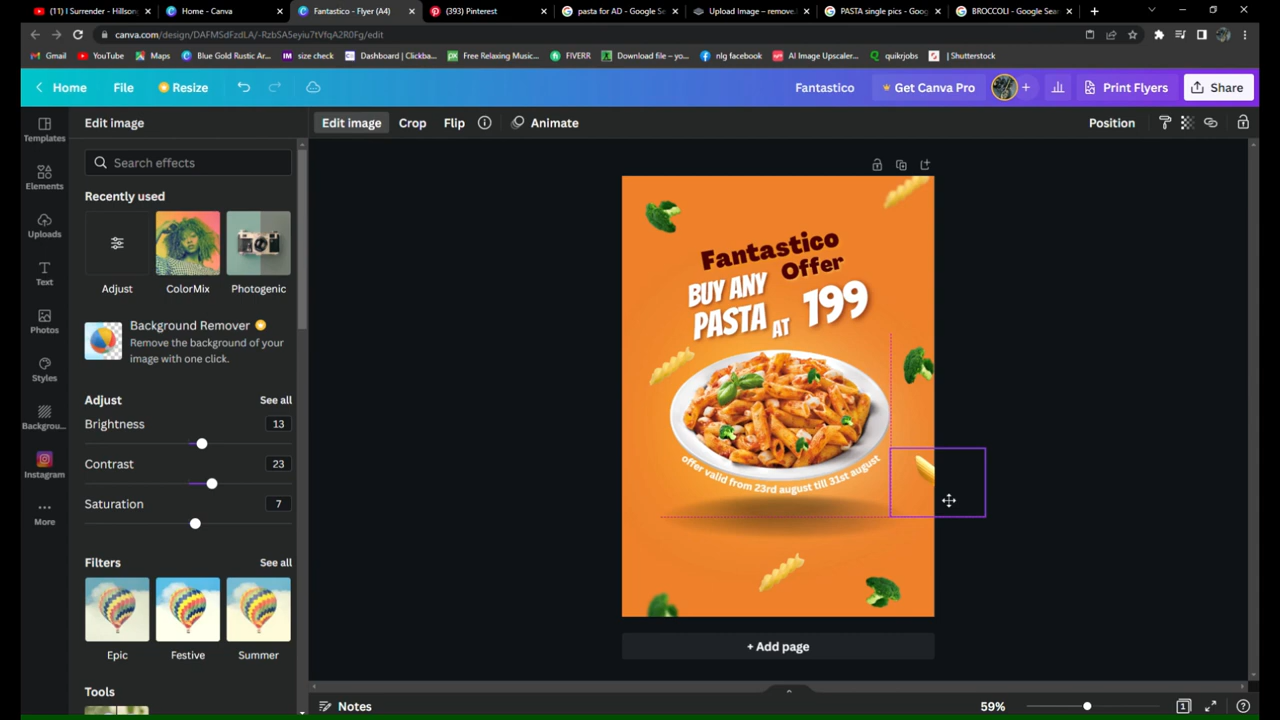 (11) I Surrender - Hillsong
Home - Canva
Fantastico - Flyer (A4)
(393) Pinterest
pasta for AD - Google Se
Upload Image – remove.
PASTA single pics - Goog
BROCCOLI - Google Sear
canva.com/design/DAFMSdFzdLA/-RzbSA5eyiu7tVfqA2R0Fg/edit
Gmail
YouTube
Maps
Blue Gold Rustic Ar...
size check
Dashboard | Clickba...
Free Relaxing Music...
FIVERR
Download file – yo...
nlg facebook
AI Image Upscaler...
quikrjobs
| Shutterstock
Home
File
Resize
Fantastico
Get Canva Pro
Print Flyers
Share
Edit image
Crop
Flip
Animate
Position
Templates
Elements
Uploads
Text
Photos
Styles
Backgrou...
Instagram
More
Edit image
Search effects
Recently used
Adjust
ColorMix
Photogenic
Background Remover
Remove the background of your
image with one click.
Adjust
See all
Brightness
13
Contrast
23
Saturation
7
Filters
See all
Epic
Festive
Summer
Tools
Fantastico
Offer
BUY ANY
PASTA AT 199
offer valid from 23rd august till 31st august
+ Add page
Notes
59%
1